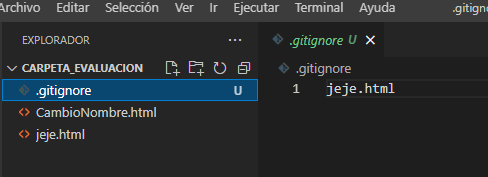 Archivo Editar Selección Ver Ir Ejecutar Terminal Ayuda .gitigno
EXPLORADOR
.gitignore U
CARPETA_EVALUACION
.gitignore
.gitignore U
1 jeje.html
CambioNombre.html
jeje.html